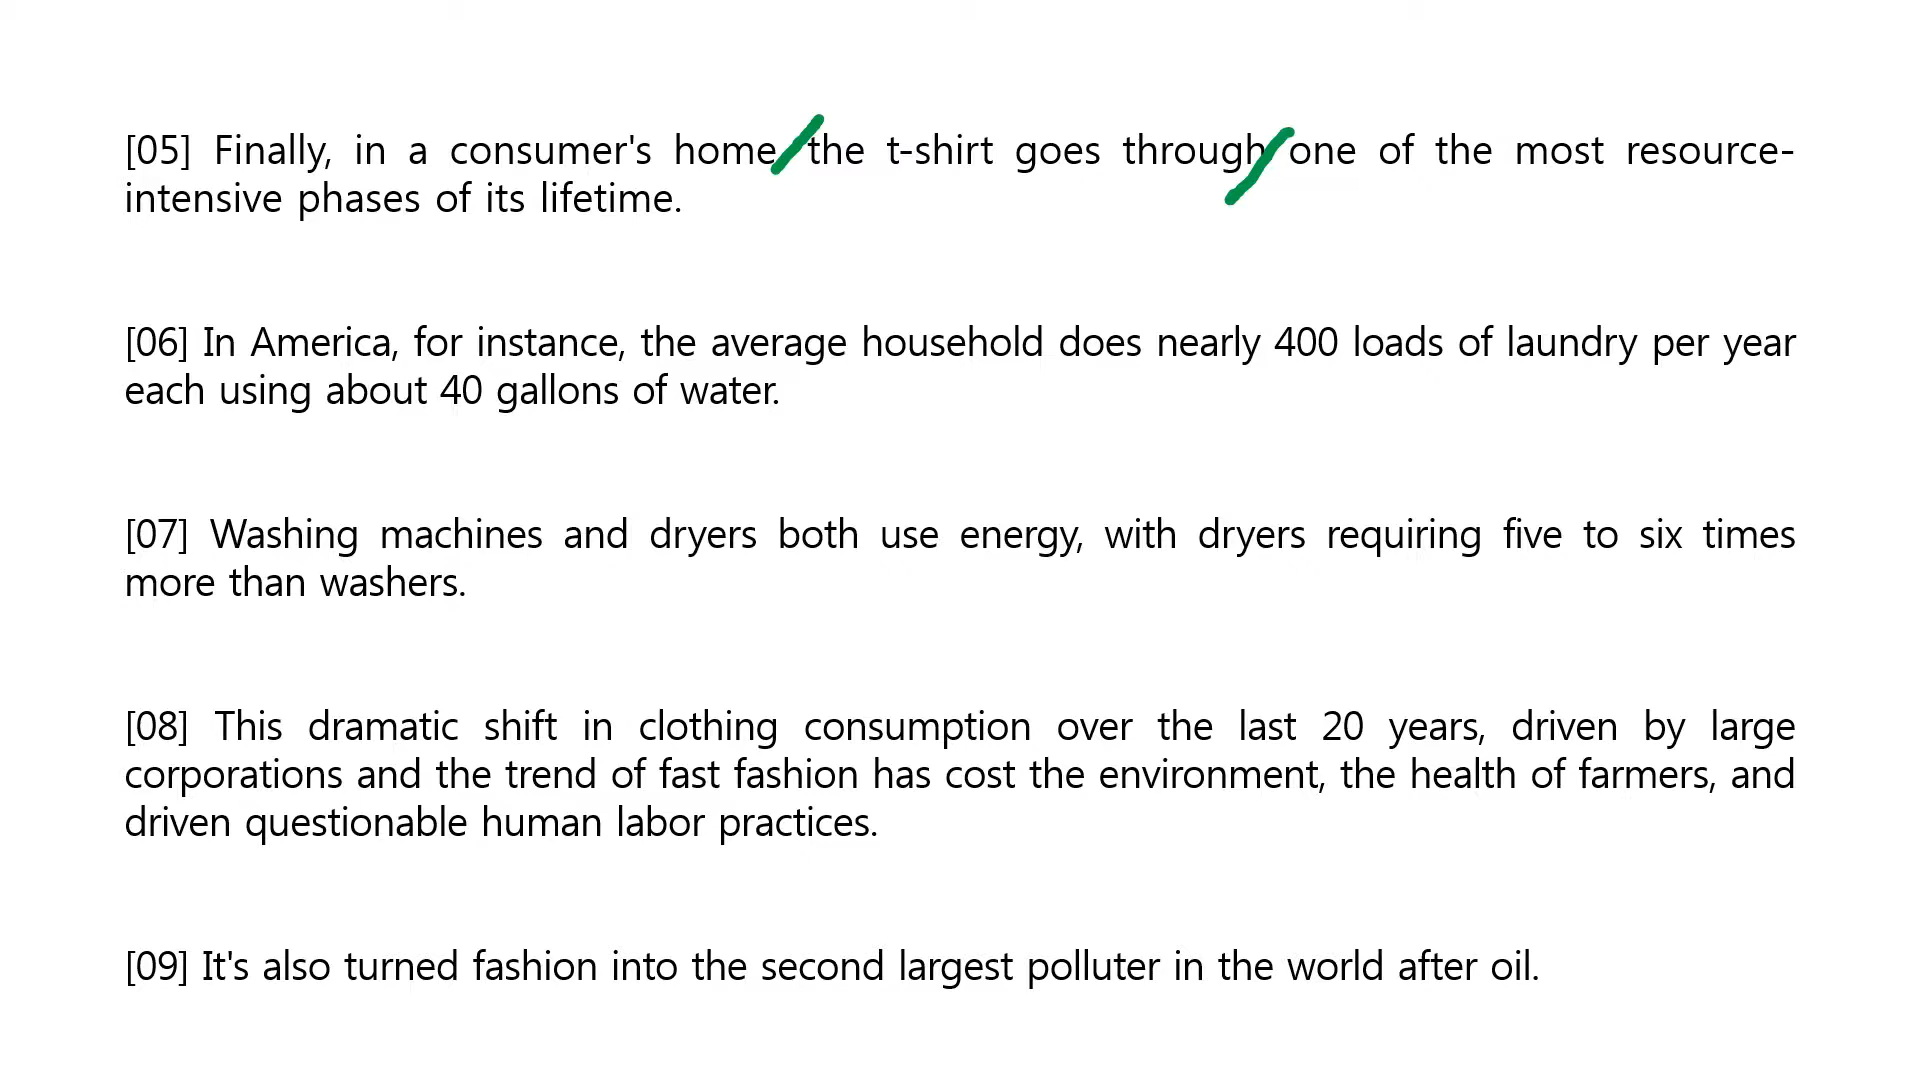 [05] Finally, in a consumer's home the t-shirt goes through one of the most resource-
intensive phases of its lifetime.
[06] In America, for instance, the average household does nearly 400 loads of laundry per year
each using about 40 gallons of water.
[07] Washing machines and dryers both use energy, with dryers requiring five to six times
more than washers.
[08] This dramatic shift in clothing consumption over the last 20 years, driven by large
corporations and the trend of fast fashion has cost the environment, the health of farmers, and
driven questionable human labor practices.
[09] It's also turned fashion into the second largest polluter in the world after oil.